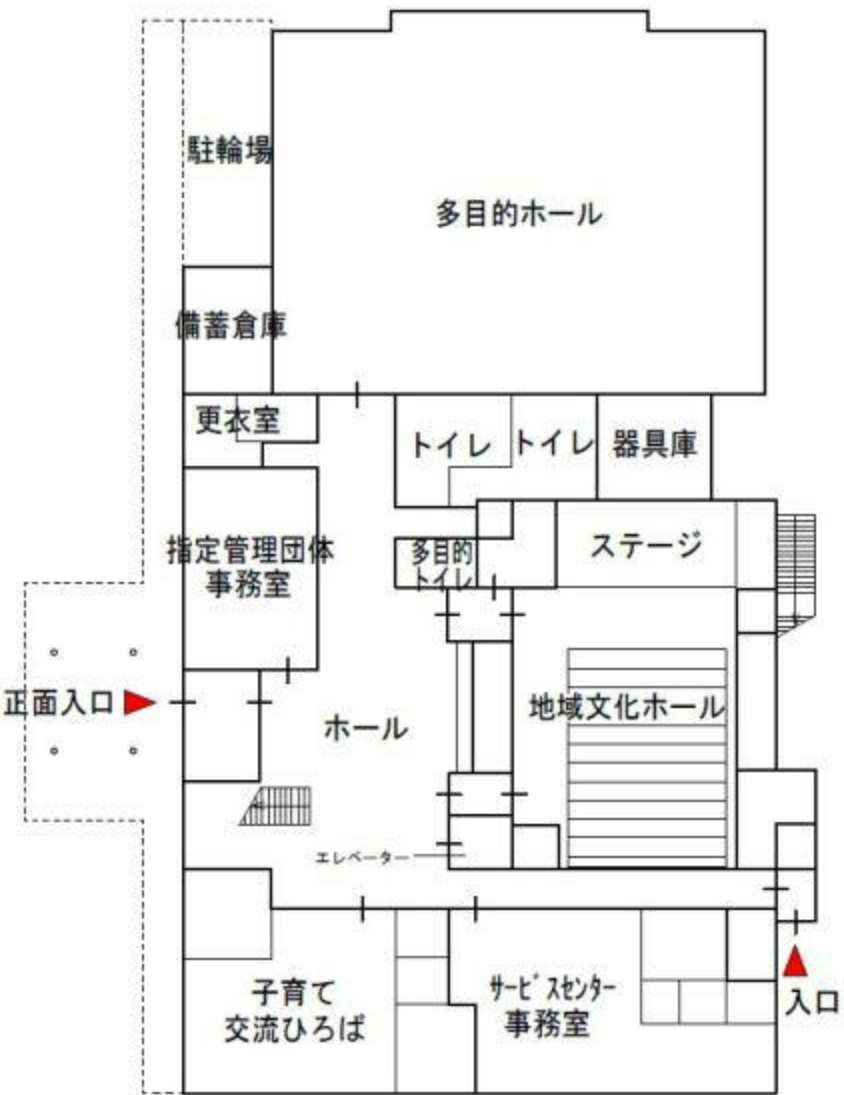 駐輪場
多目的ホール
備蓄倉庫
更衣室
トイレ
トイレ
器具庫
指定管理団体
事務室
多目的
トイレ
ステージ
正面入口
ホール
地域文化ホール
エレベーター
子育て
交流ひろば
サービスセンター
事務室
入口